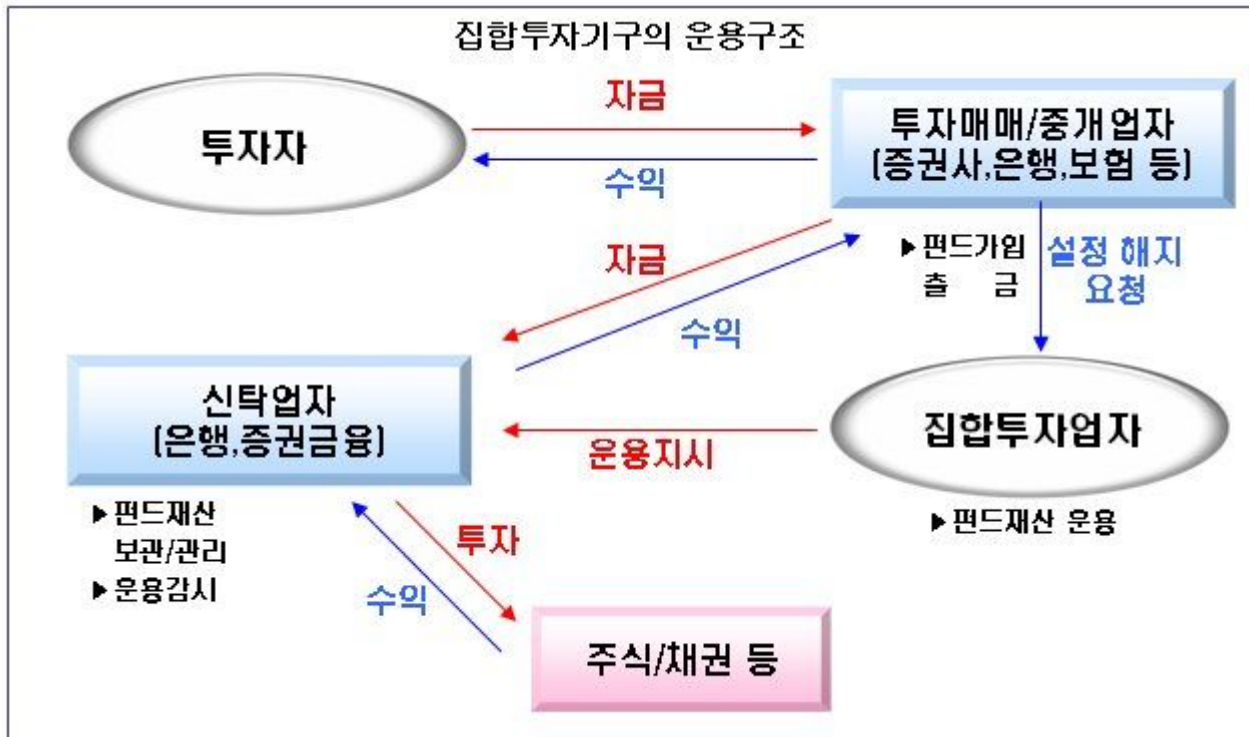 집합투자기구의 운용구조
투자자
자금
수익
투자매매/중개업자
(증권사,은행,보험 등)
자금
수익
▶펀드가입
출 금
설정 해지
요청
신탁업자
(은행,증권금융)
운용지시
집합투자업자
▶펀드재산
보관/관리
▶운용감시
투자
수익
▶펀드재산 운용
주식/채권 등